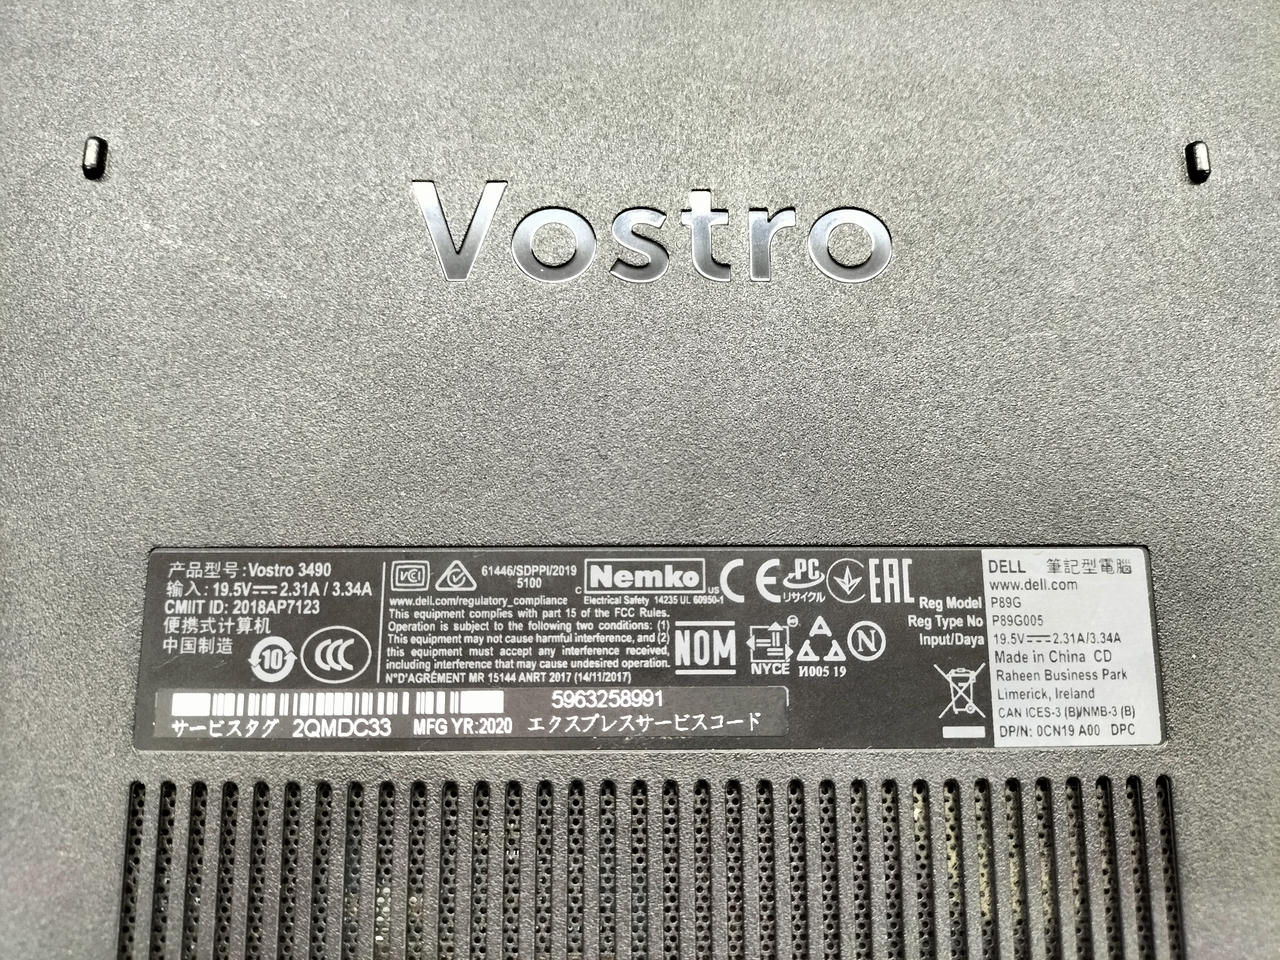 Vostro
产品型号:Vostro 3490
输入: 19.5V 2.31A / 3.34A
CMIIT ID: 2018AP7123
便携式计算机
中国制造
10
CCC
VCCI
61446/SDPPI/2019
5100
Nemko
C US
Electrical Safety 14235 UL 60950-1
www.dell.com/regulatory_compliance
This equipment complies with part 15 of the FCC Rules.
Operation is subject to the following two conditions: (1)
This equipment may not cause harmful interference, and (2)
this equipment must accept any interference received,
including interference that may cause undesired operation.
N°D'AGRÉMENT MR 15144 ANRT 2017 (14/11/2017)
CE
PC
リサイクル
EAC
NOM
NYCE
И005 19
N
サービスタグ 2QMDC33 MFG YR:2020
5963258991
エクスプレスサービスコード
Reg Model
Reg Type No
Input/Daya
DELL 筆記型電腦
www.dell.com
P89G
P89G005
19.5V 2.31A/3.34A
Made in China CD
Raheen Business Park
Limerick, Ireland
CAN ICES-3 (B)/NMB-3 (B)
DP/N: 0CN19 A00 DPC